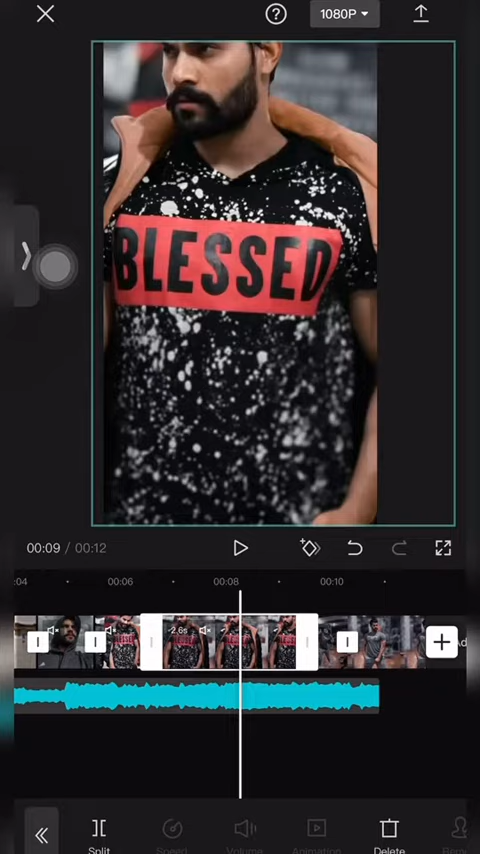 ?
1080P
BLESSED
00:09 / 00:12
:04
00:06
00:08
00:10
2.6s
Split
Speed
Volume
Animation
Delete